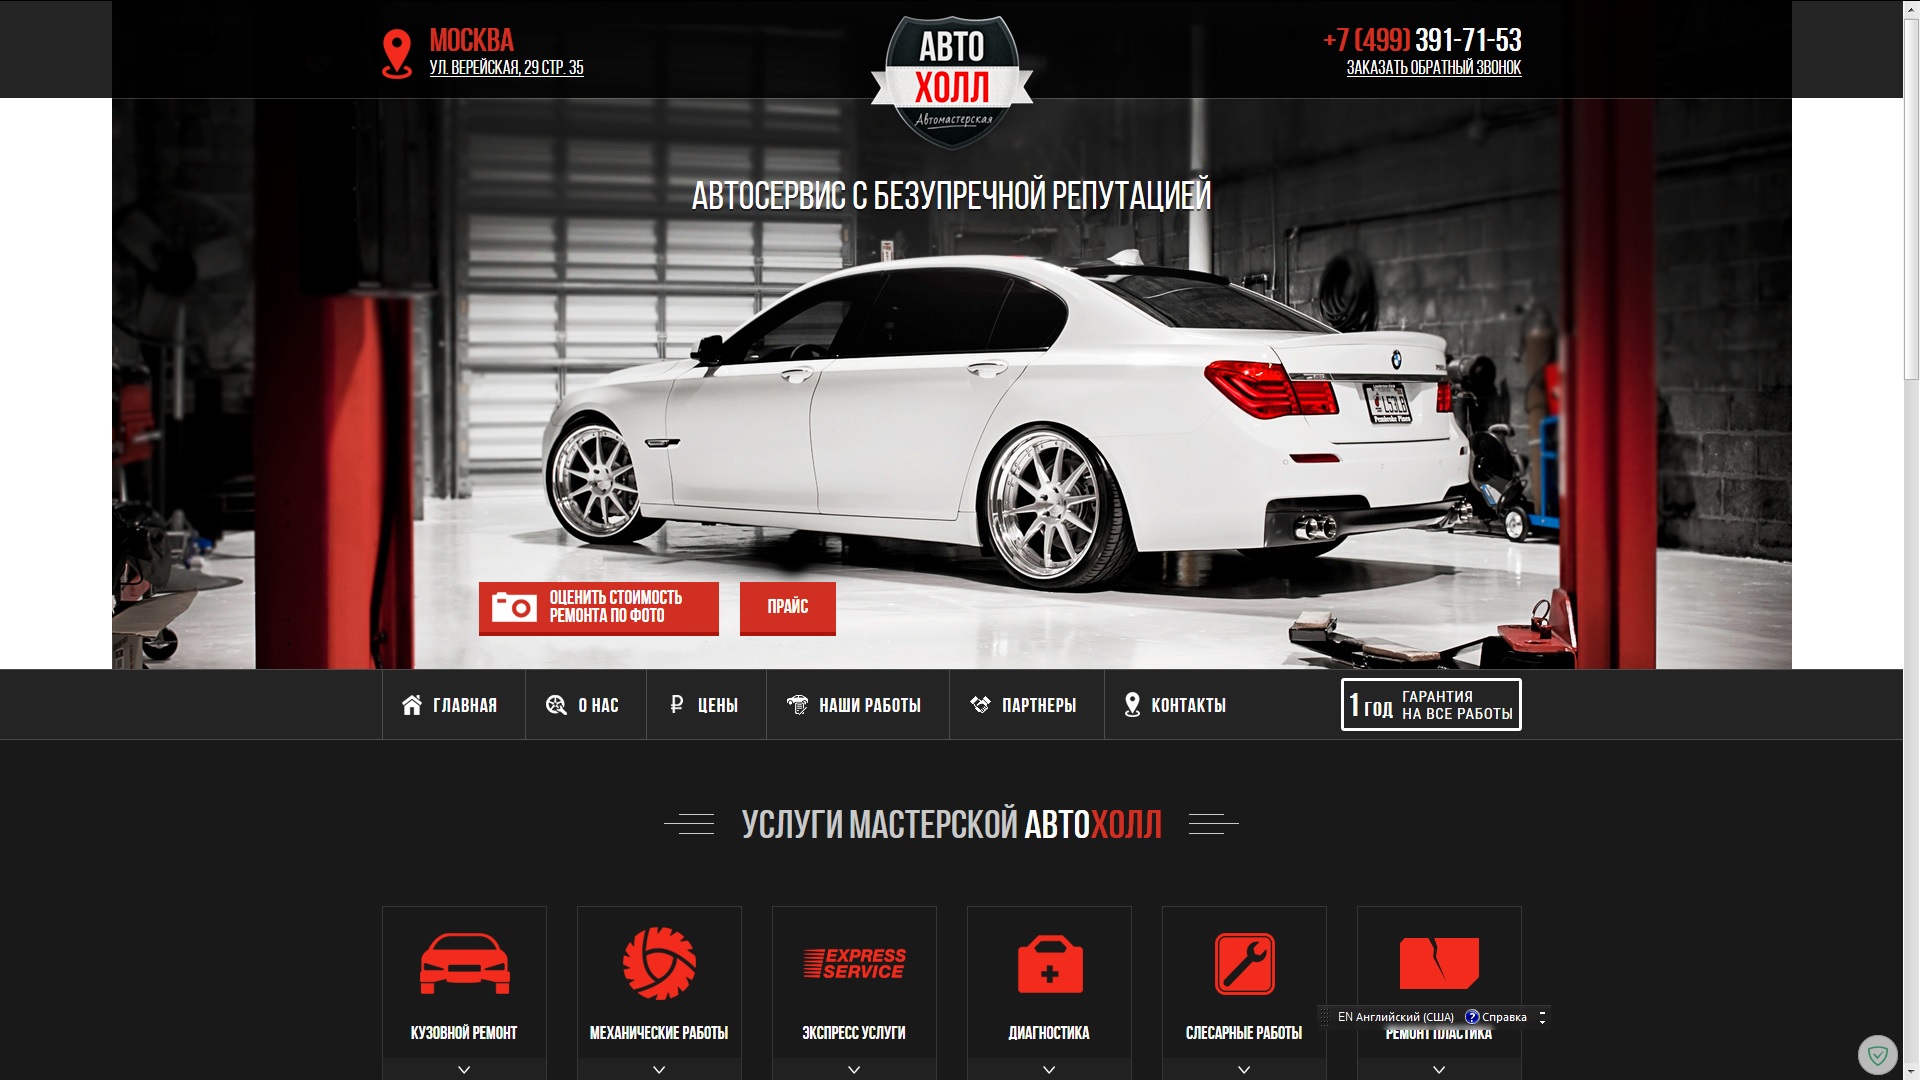 МОСКВА
УЛ. ВЕРЕЙСКАЯ, 29 СТР. 35
АВТО
ХОЛЛ
Автомастерская
+7 (499) 391-71-53
ЗАКАЗАТЬ ОБРАТНЫЙ ЗВОНОК
АВТОСЕРВИС С БЕЗУПРЕЧНОЙ РЕПУТАЦИЕЙ
L53LB
Pembroke Pines
ОЦЕНИТЬ СТОИМОСТЬ
РЕМОНТА ПО ФОТО
ПРАЙС
ГЛАВНАЯ
О НАС
ЦЕНЫ
НАШИ РАБОТЫ
ПАРТНЕРЫ
КОНТАКТЫ
1 ГОД
ГАРАНТИЯ
НА ВСЕ РАБОТЫ
УСЛУГИ МАСТЕРСКОЙ АВТОХОЛЛ
EXPRESS
SERVICE
КУЗОВНОЙ РЕМОНТ
МЕХАНИЧЕСКИЕ РАБОТЫ
ЭКСПРЕСС УСЛУГИ
ДИАГНОСТИКА
СЛЕСАРНЫЕ РАБОТЫ
РЕМОНТ ПЛАСТИКА
EN Английский (США)
Справка